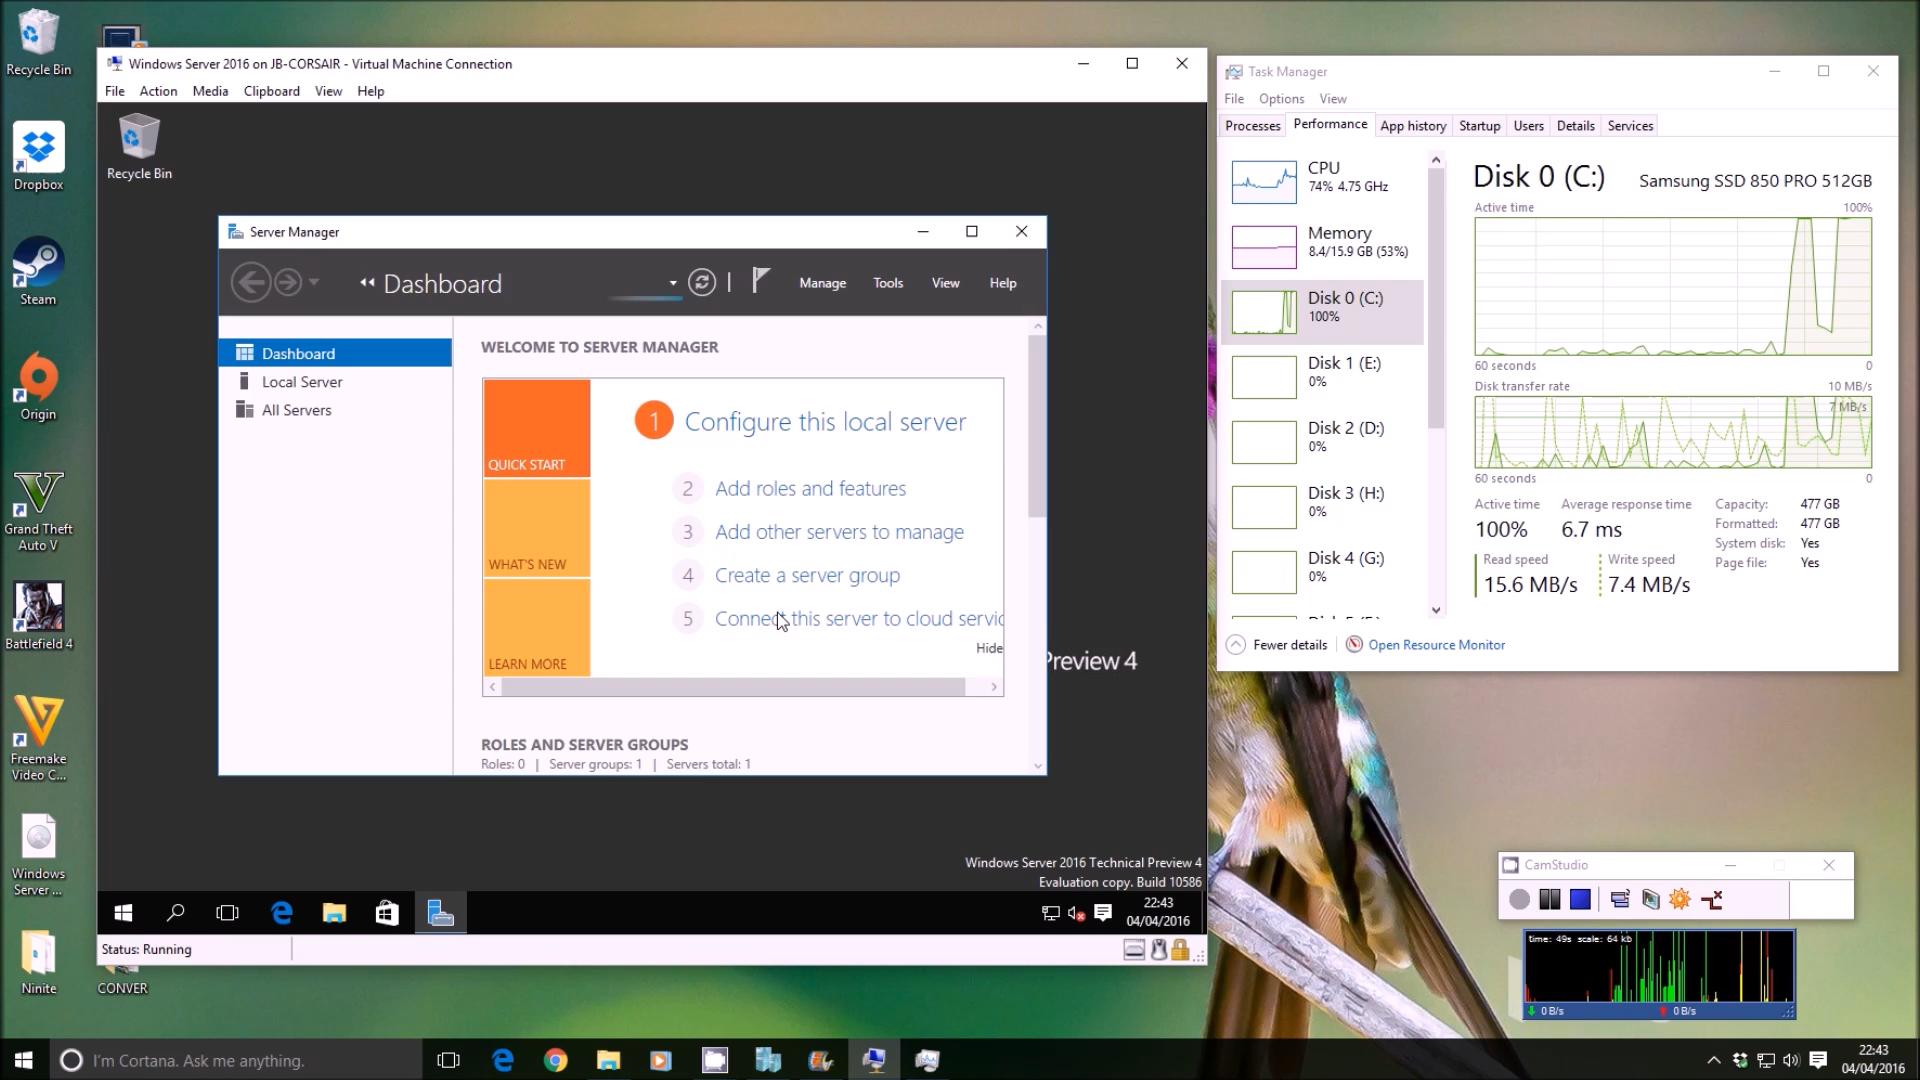 Recycle Bin
Dropbox
Steam
Origin
Grand Theft
Auto V
Battlefield 4
Freemake
Video C...
Windows
Server ...
Ninite
CONVER
Windows Server 2016 on JB-CORSAIR - Virtual Machine Connection
File Action Media Clipboard View Help
Recycle Bin
Server Manager
Dashboard
Manage Tools View Help
Dashboard
Local Server
All Servers
WELCOME TO SERVER MANAGER
QUICK START
WHAT'S NEW
LEARN MORE
1 Configure this local server
2 Add roles and features
3 Add other servers to manage
4 Create a server group
5 Connect this server to cloud servic
Hide
ROLES AND SERVER GROUPS
Roles: 0 | Server groups: 1 | Servers total: 1
Preview 4
Windows Server 2016 Technical Preview 4
Evaluation copy. Build 10586
22:43
04/04/2016
Status: Running
Task Manager
File Options View
Processes Performance App history Startup Users Details Services
CPU
74% 4.75 GHz
Memory
8.4/15.9 GB (53%)
Disk 0 (C:)
100%
Disk 1 (E:)
0%
Disk 2 (D:)
0%
Disk 3 (H:)
0%
Disk 4 (G:)
0%
Disk 0 (C:) Samsung SSD 850 PRO 512GB
Active time 100%
60 seconds 0
Disk transfer rate 10 MB/s
7 MB/s
60 seconds 0
Active time Average response time
100% 6.7 ms
Read speed Write speed
15.6 MB/s 7.4 MB/s
Capacity: 477 GB
Formatted: 477 GB
System disk: Yes
Page file: Yes
Fewer details Open Resource Monitor
CamStudio
time: 49s scale: 64 kb
0 B/s 0 B/s
I'm Cortana. Ask me anything.
22:43
04/04/2016